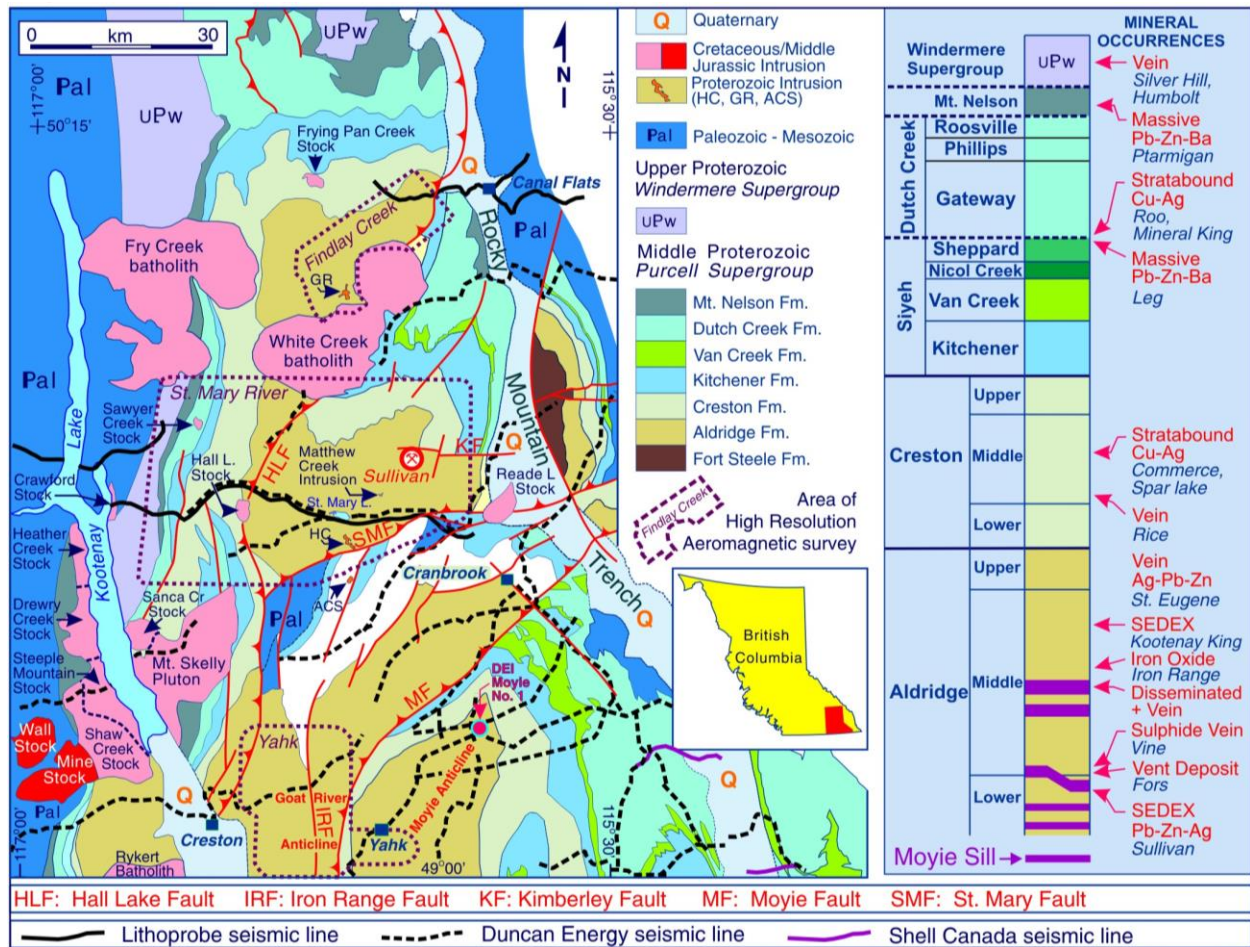 0 km 30
N
117°00'
50°15'
115°30'
Pal
uPw
uPw
Frying Pan Creek
Stock
Q
Canal Flats
Findlay Creek
Rocky
Pal
Fry Creek
batholith
GR
White Creek
batholith
Pal
St. Mary River
Mountain
Sawyer
Creek
Stock
Lake
HLF
Hall L.
Stock
Matthew
Creek
Intrusion
Sullivan
KF
Q
Reade L
Stock
St. Mary L.
Crawford
Stock
Kootenay
HC
SMF
Heather
Creek
Stock
Cranbrook
Trench
ACS
Pal
Q
Drewry
Creek
Stock
Sanca Cr
Stock
Mt. Skelly
Pluton
Steeple
Mountain
Stock
MF
DEI
Moyie
No. 1
Wall
Stock
Mine
Stock
Shaw
Creek
Stock
Yahk
Moyie Anticline
Q
Pal
Q
Goat River
Anticline
IRF
Creston
Yahk
117°00'
Rykert
Batholith
49°00'
115°30'
Q Quaternary
Cretaceous/Middle
Jurassic Intrusion
Proterozoic Intrusion
(HC, GR, ACS)
Pal Paleozoic - Mesozoic
Upper Proterozoic
Windermere Supergroup
uPw
Middle Proterozoic
Purcell Supergroup
Mt. Nelson Fm.
Dutch Creek Fm.
Van Creek Fm.
Kitchener Fm.
Creston Fm.
Aldridge Fm.
Fort Steele Fm.
Findlay Creek
Area of
High Resolution
Aeromagnetic survey
British
Columbia
MINERAL
OCCURRENCES
Windermere
Supergroup
uPw
Vein
Silver Hill,
Humbolt
Mt. Nelson
Massive
Pb-Zn-Ba
Ptarmigan
Dutch Creek
Roosville
Phillips
Gateway
Stratabound
Cu-Ag
Roo,
Mineral King
Siyeh
Sheppard
Nicol Creek
Van Creek
Kitchener
Massive
Pb-Zn-Ba
Leg
Creston
Upper
Middle
Lower
Stratabound
Cu-Ag
Commerce,
Spar lake
Vein
Rice
Aldridge
Upper
Middle
Lower
Vein
Ag-Pb-Zn
St. Eugene
SEDEX
Kootenay King
Iron Oxide
Iron Range
Disseminated
+ Vein
Sulphide Vein
Vine
Vent Deposit
Fors
SEDEX
Pb-Zn-Ag
Sullivan
Moyie Sill
HLF: Hall Lake Fault IRF: Iron Range Fault KF: Kimberley Fault MF: Moyie Fault SMF: St. Mary Fault
Lithoprobe seismic line Duncan Energy seismic line Shell Canada seismic line